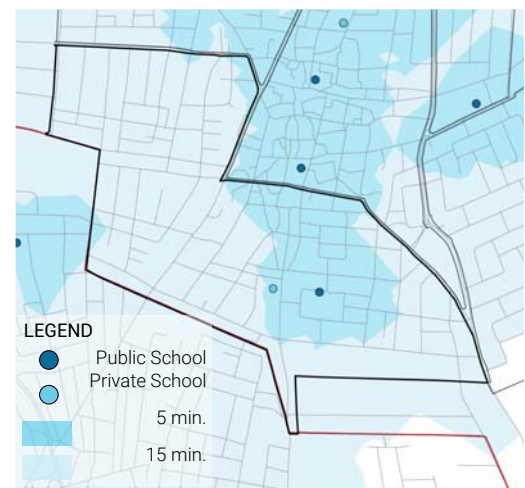 LEGEND
Public School
Private School
5 min.
15 min.